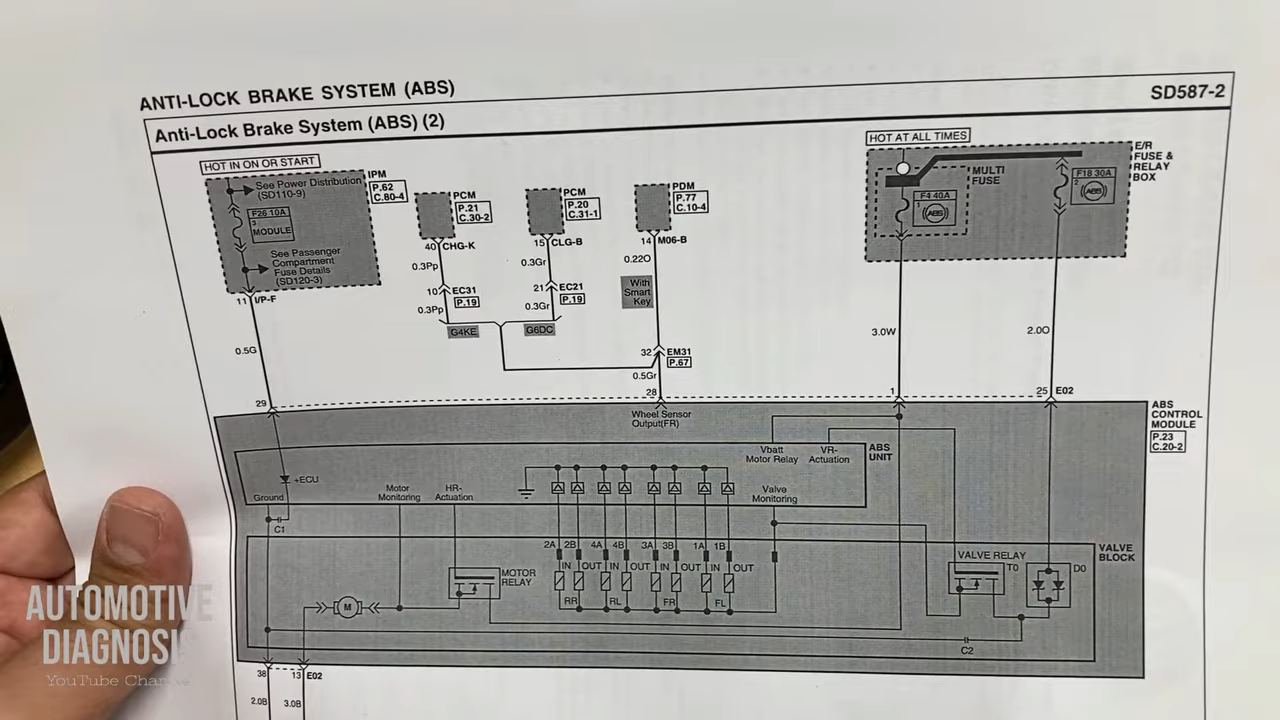 ANTI-LOCK BRAKE SYSTEM (ABS)
SD587-2
Anti-Lock Brake System (ABS) (2)
HOT IN ON OR START
HOT AT ALL TIMES
See Power Distribution
(SD110-9)
F26 10A
3
MODULE
See Passenger
Compartment
Fuse Details
(SD120-3)
IPM
P.62
C.80-4
PCM
P.21
C.30-2
PCM
P.20
C.31-1
PDM
P.77
C.10-4
MULTI
FUSE
F4 40A
1
ABS
F18 30A
2
ABS
E/R
FUSE &
RELAY
BOX
11 I/P-F
40 CHG-K
15 CLG-B
14 M06-B
0.3Pp
0.3Gr
0.22O
With
Smart
Key
10 EC31
P.19
21 EC21
P.19
0.3Pp
0.3Gr
G4KE
G6DC
3.0W
2.0O
0.5G
32 EM31
P.67
0.5Gr
29
28
1
25 E02
Wheel Sensor
Output(FR)
ABS
CONTROL
MODULE
P.23
C.20-2
Vbatt
Motor Relay
VR-
Actuation
ABS
UNIT
+ECU
Ground
Motor
Monitoring
HR-
Actuation
Valve
Monitoring
C1
2A 2B 4A 4B 3A 3B 1A 1B
VALVE
BLOCK
IN OUT IN OUT IN OUT IN OUT
MOTOR
RELAY
VALVE RELAY
T0
D0
RR RL FR FL
M
C2
38
13 E02
2.0B
3.0B
AUTOMOTIVE
DIAGNOSIS
YouTube Channel